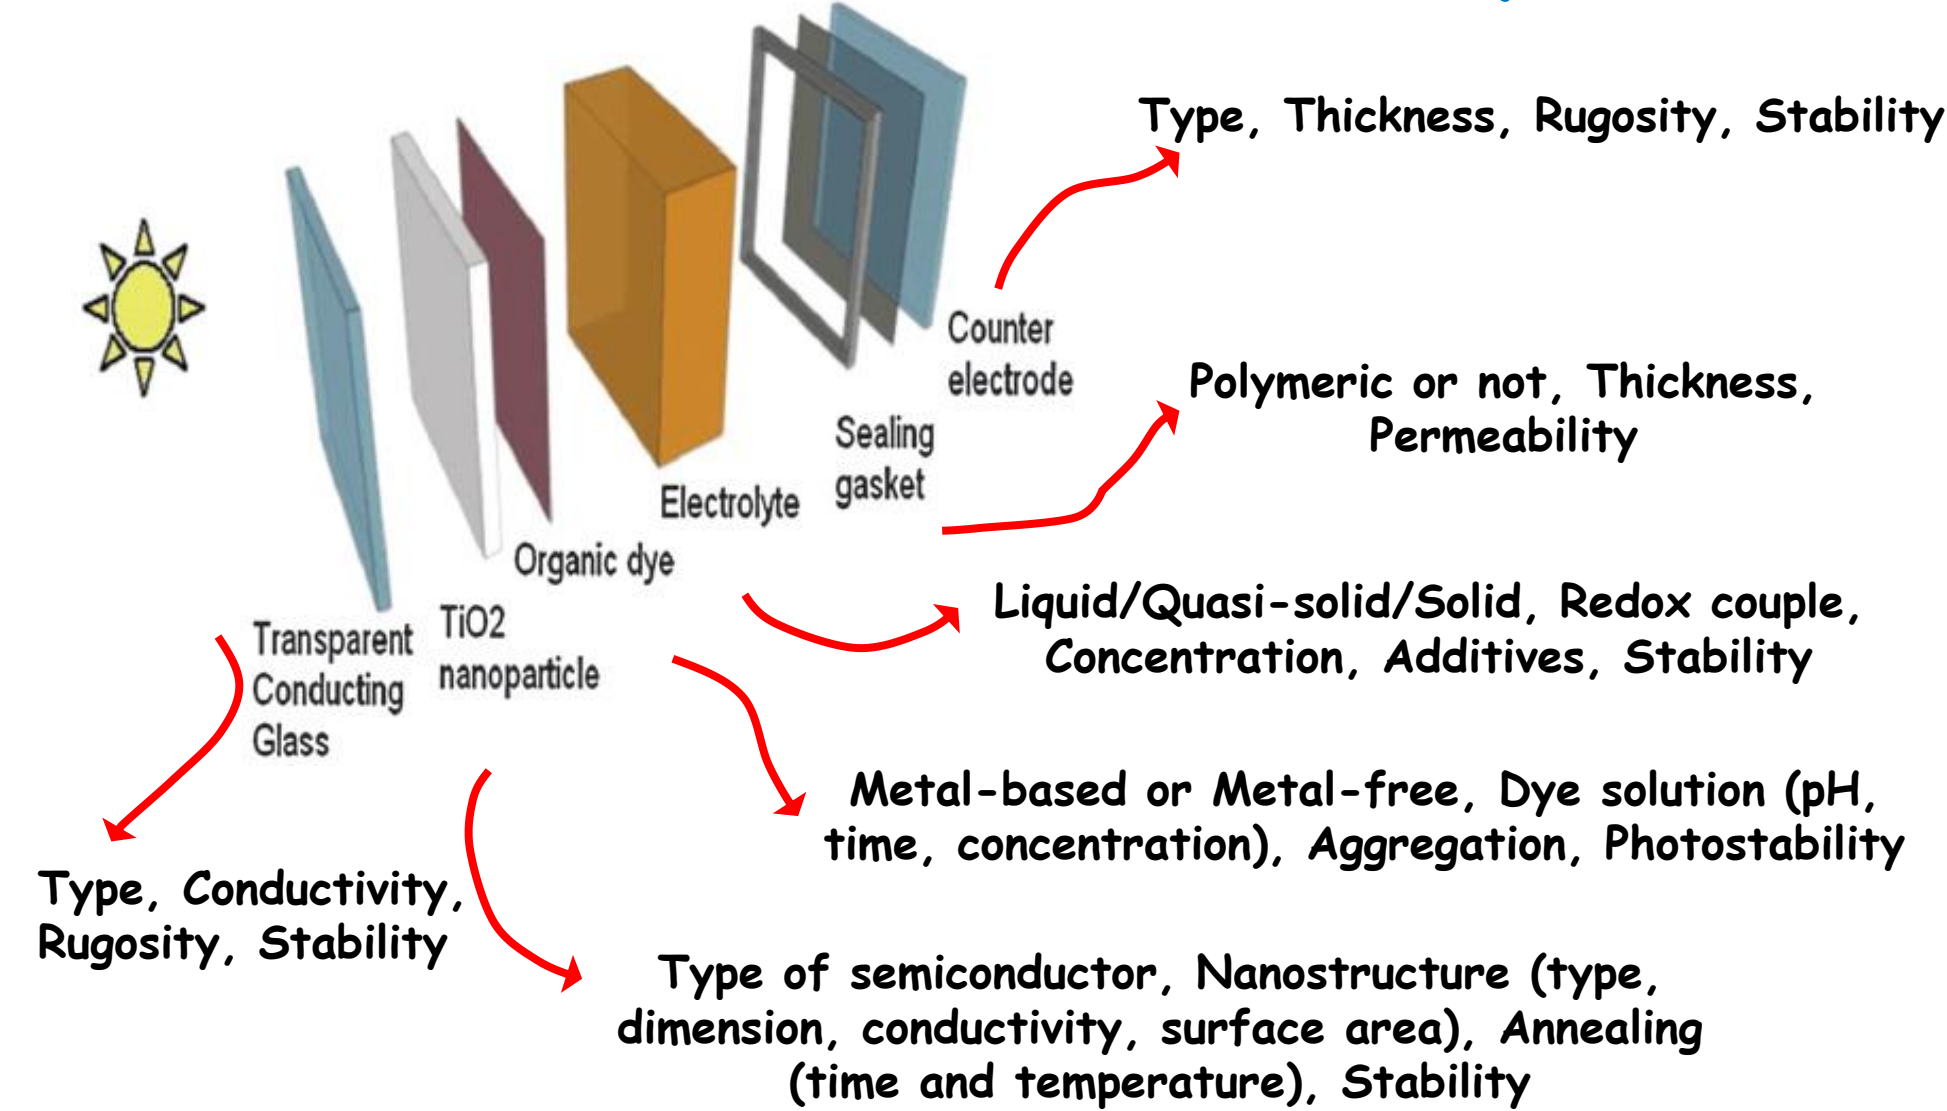 Type, Thickness, Rugosity, Stability
Counter
electrode
Polymeric or not, Thickness,
Permeability
Sealing
gasket
Electrolyte
Organic dye
Liquid/Quasi-solid/Solid, Redox couple,
Concentration, Additives, Stability
TiO2
nanoparticle
Transparent
Conducting
Glass
Metal-based or Metal-free, Dye solution (pH,
time, concentration), Aggregation, Photostability
Type, Conductivity,
Rugosity, Stability
Type of semiconductor, Nanostructure (type,
dimension, conductivity, surface area), Annealing
(time and temperature), Stability